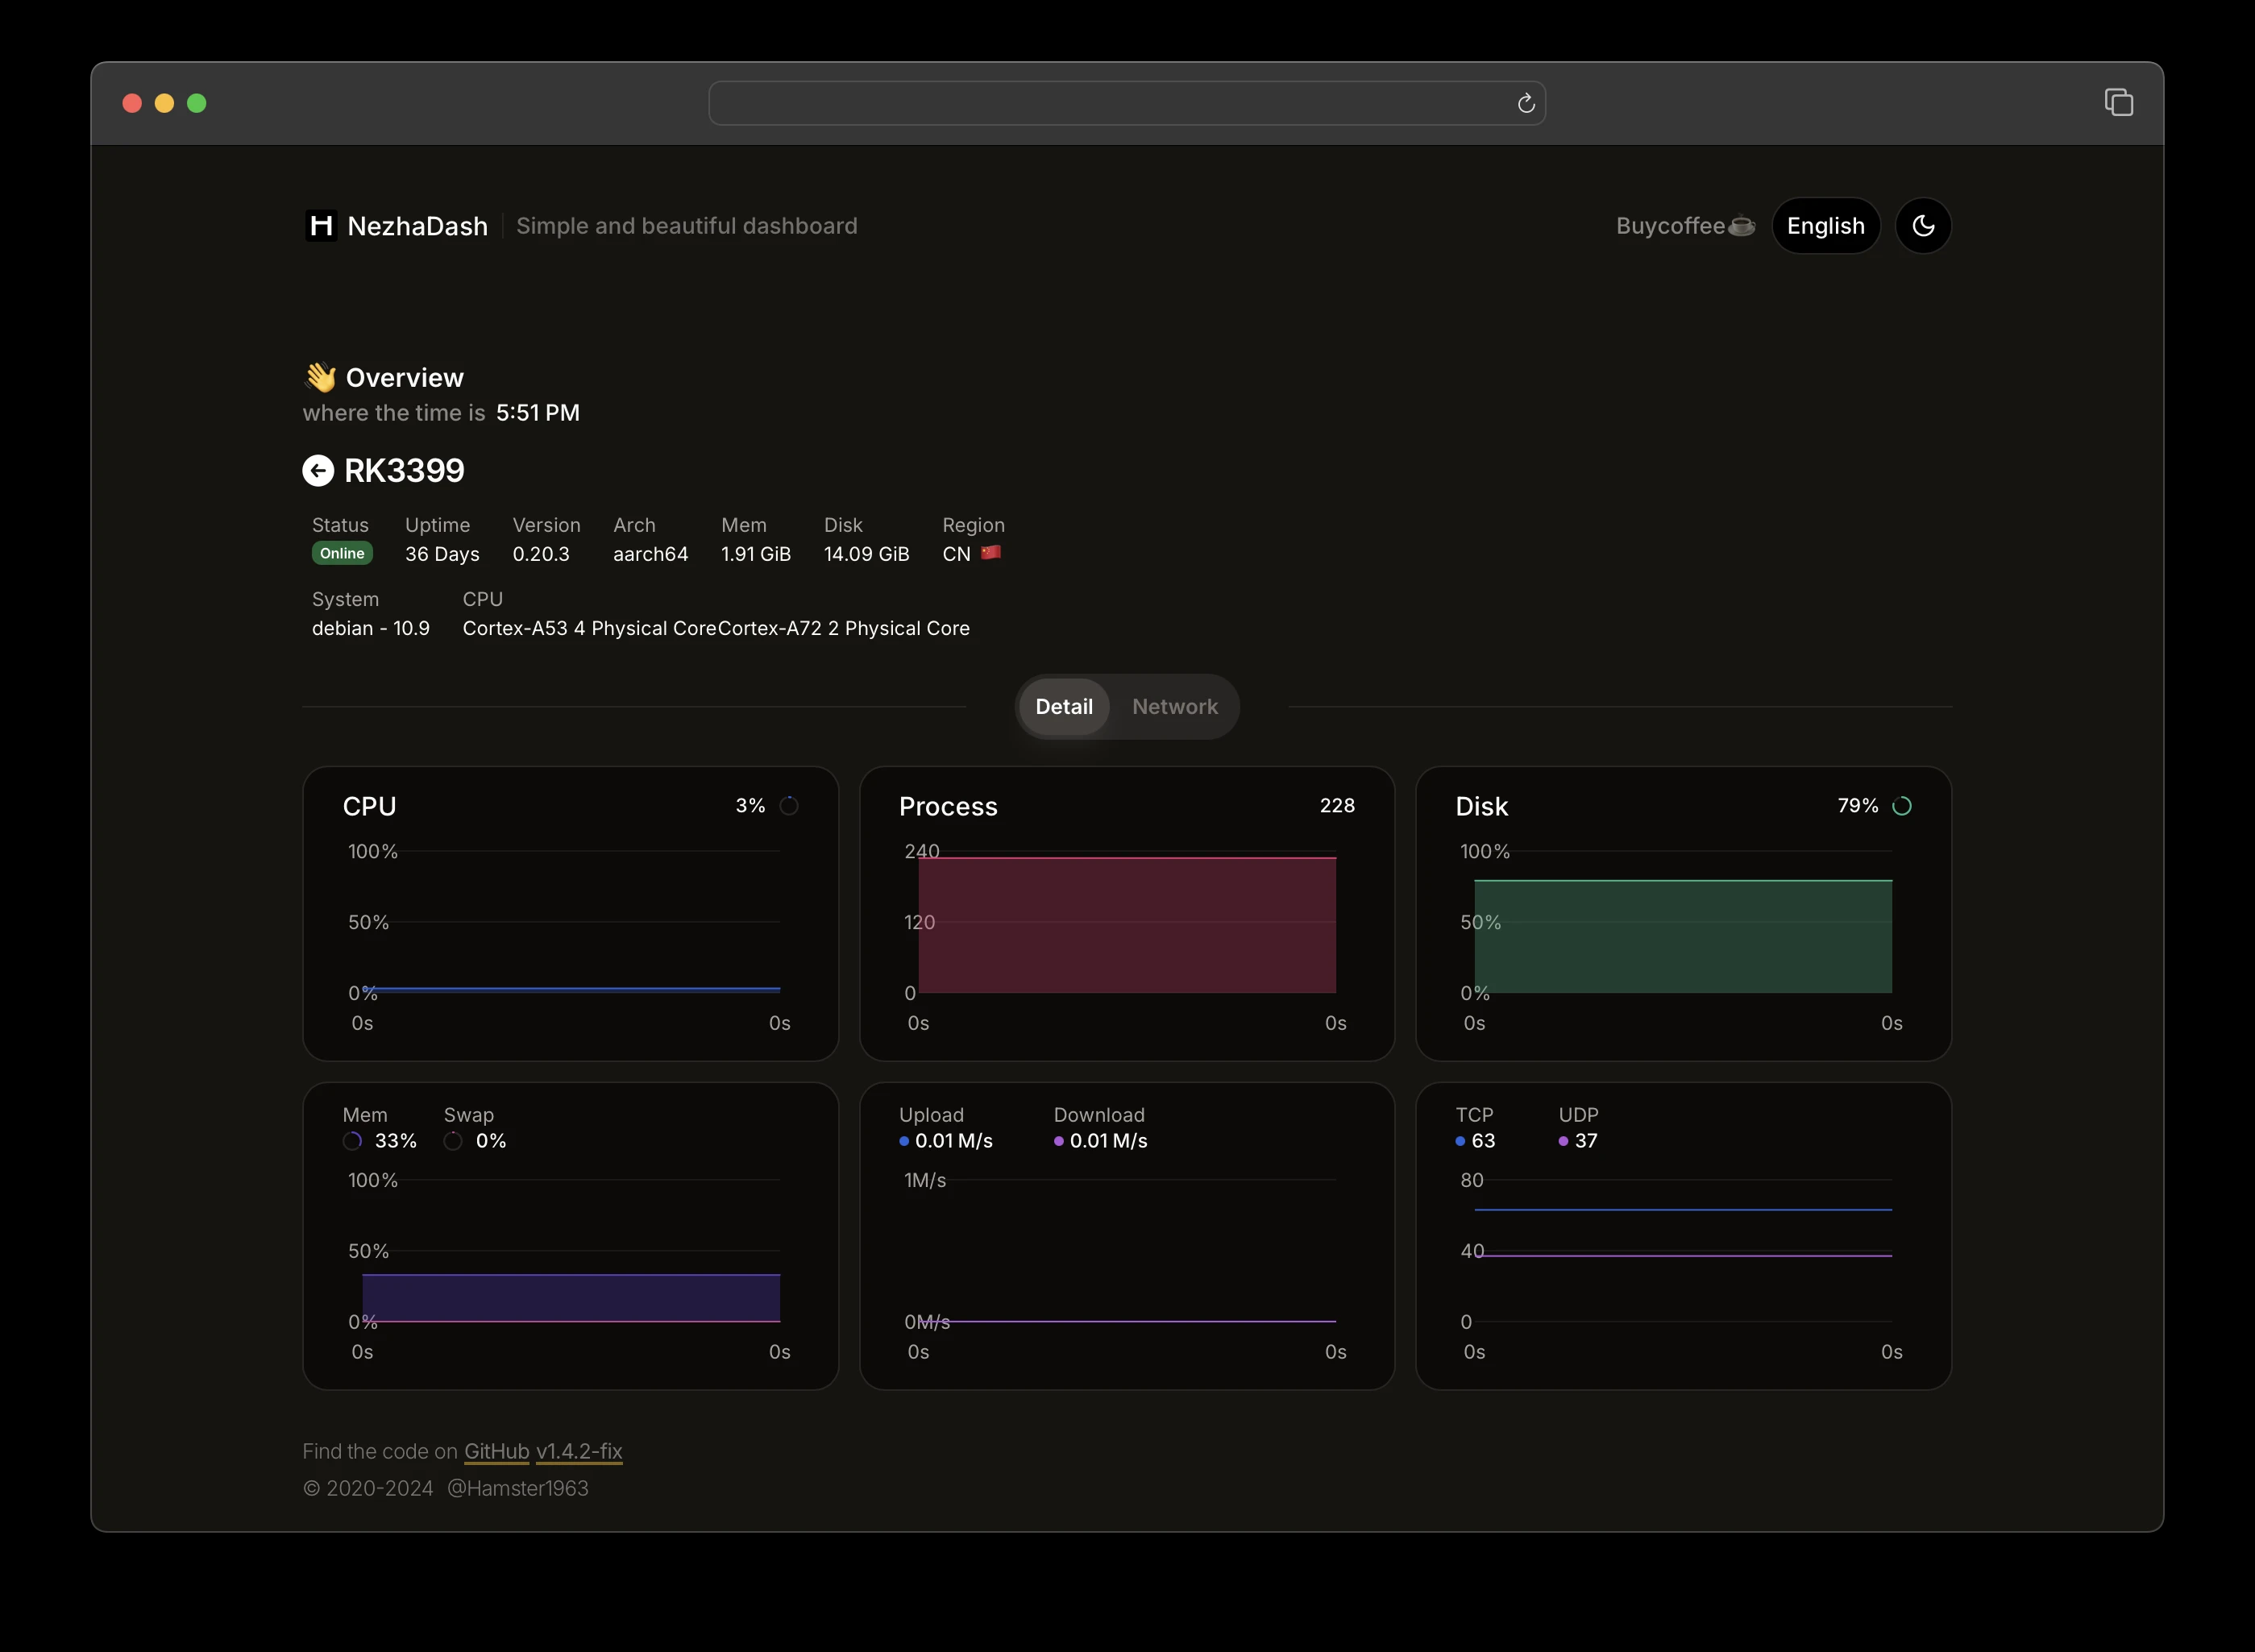 H NezhaDash Simple and beautiful dashboard Buycoffee☕ English
👋 Overview
where the time is 5:51 PM
RK3399
Status Uptime Version Arch Mem Disk Region
Online 36 Days 0.20.3 aarch64 1.91 GiB 14.09 GiB CN 🇨🇳
System CPU
debian - 10.9 Cortex-A53 4 Physical CoreCortex-A72 2 Physical Core
Detail Network
CPU 3%
100%
50%
0%
0s 0s
Process 228
240
120
0
0s 0s
Disk 79%
100%
50%
0%
0s 0s
Mem Swap
33% 0%
100%
50%
0%
0s 0s
Upload Download
0.01 M/s 0.01 M/s
1M/s
0M/s
0s 0s
TCP UDP
63 37
80
40
0
0s 0s
Find the code on GitHub v1.4.2-fix
© 2020-2024 @Hamster1963